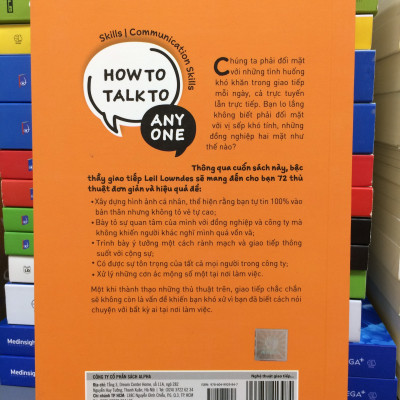 Skills | Communication Skills
HOW TO
TALK TO
ANY
ONE
Chúng ta phải đối mặt
với những tình huống
khó khăn trong giao tiếp
mỗi ngày, cả trực tuyến
lẫn trực tiếp. Bạn lo lắng
không biết phải đối mặt
với vị sếp khó tính, những
đồng nghiệp hai mặt như
thế nào?
Thông qua cuốn sách này, bậc
thầy giao tiếp Leil Lowndes sẽ mang đến cho bạn 72 thủ
thuật đơn giản và hiệu quả để:
• Xây dựng hình ảnh cá nhân, thể hiện rằng bạn tự tin 100% vào
bản thân nhưng không tỏ vẻ tự cao;
• Bày tỏ sự quan tâm của mình với đồng nghiệp và công ty mà
không khiến người khác nghĩ mình quá vồn vã;
• Trình bày ý tưởng một cách rành mạch và giao tiếp thông
suốt với cộng sự;
• Có được sự tôn trọng của tất cả mọi người trong công ty;
• Xử lý những cơn ác mộng số một tại nơi làm việc.
Một khi thành thạo những thủ thuật trên, giao tiếp chắc chắn
sẽ không còn là vấn đề khiến bạn khó xử vì bạn đã biết cách nói
chuyện với bất kỳ ai tại nơi làm việc.
CÔNG TY CỔ PHẦN SÁCH ALPHA
Nghệ thuật giao tiếp...
Medinsigh
EGA+